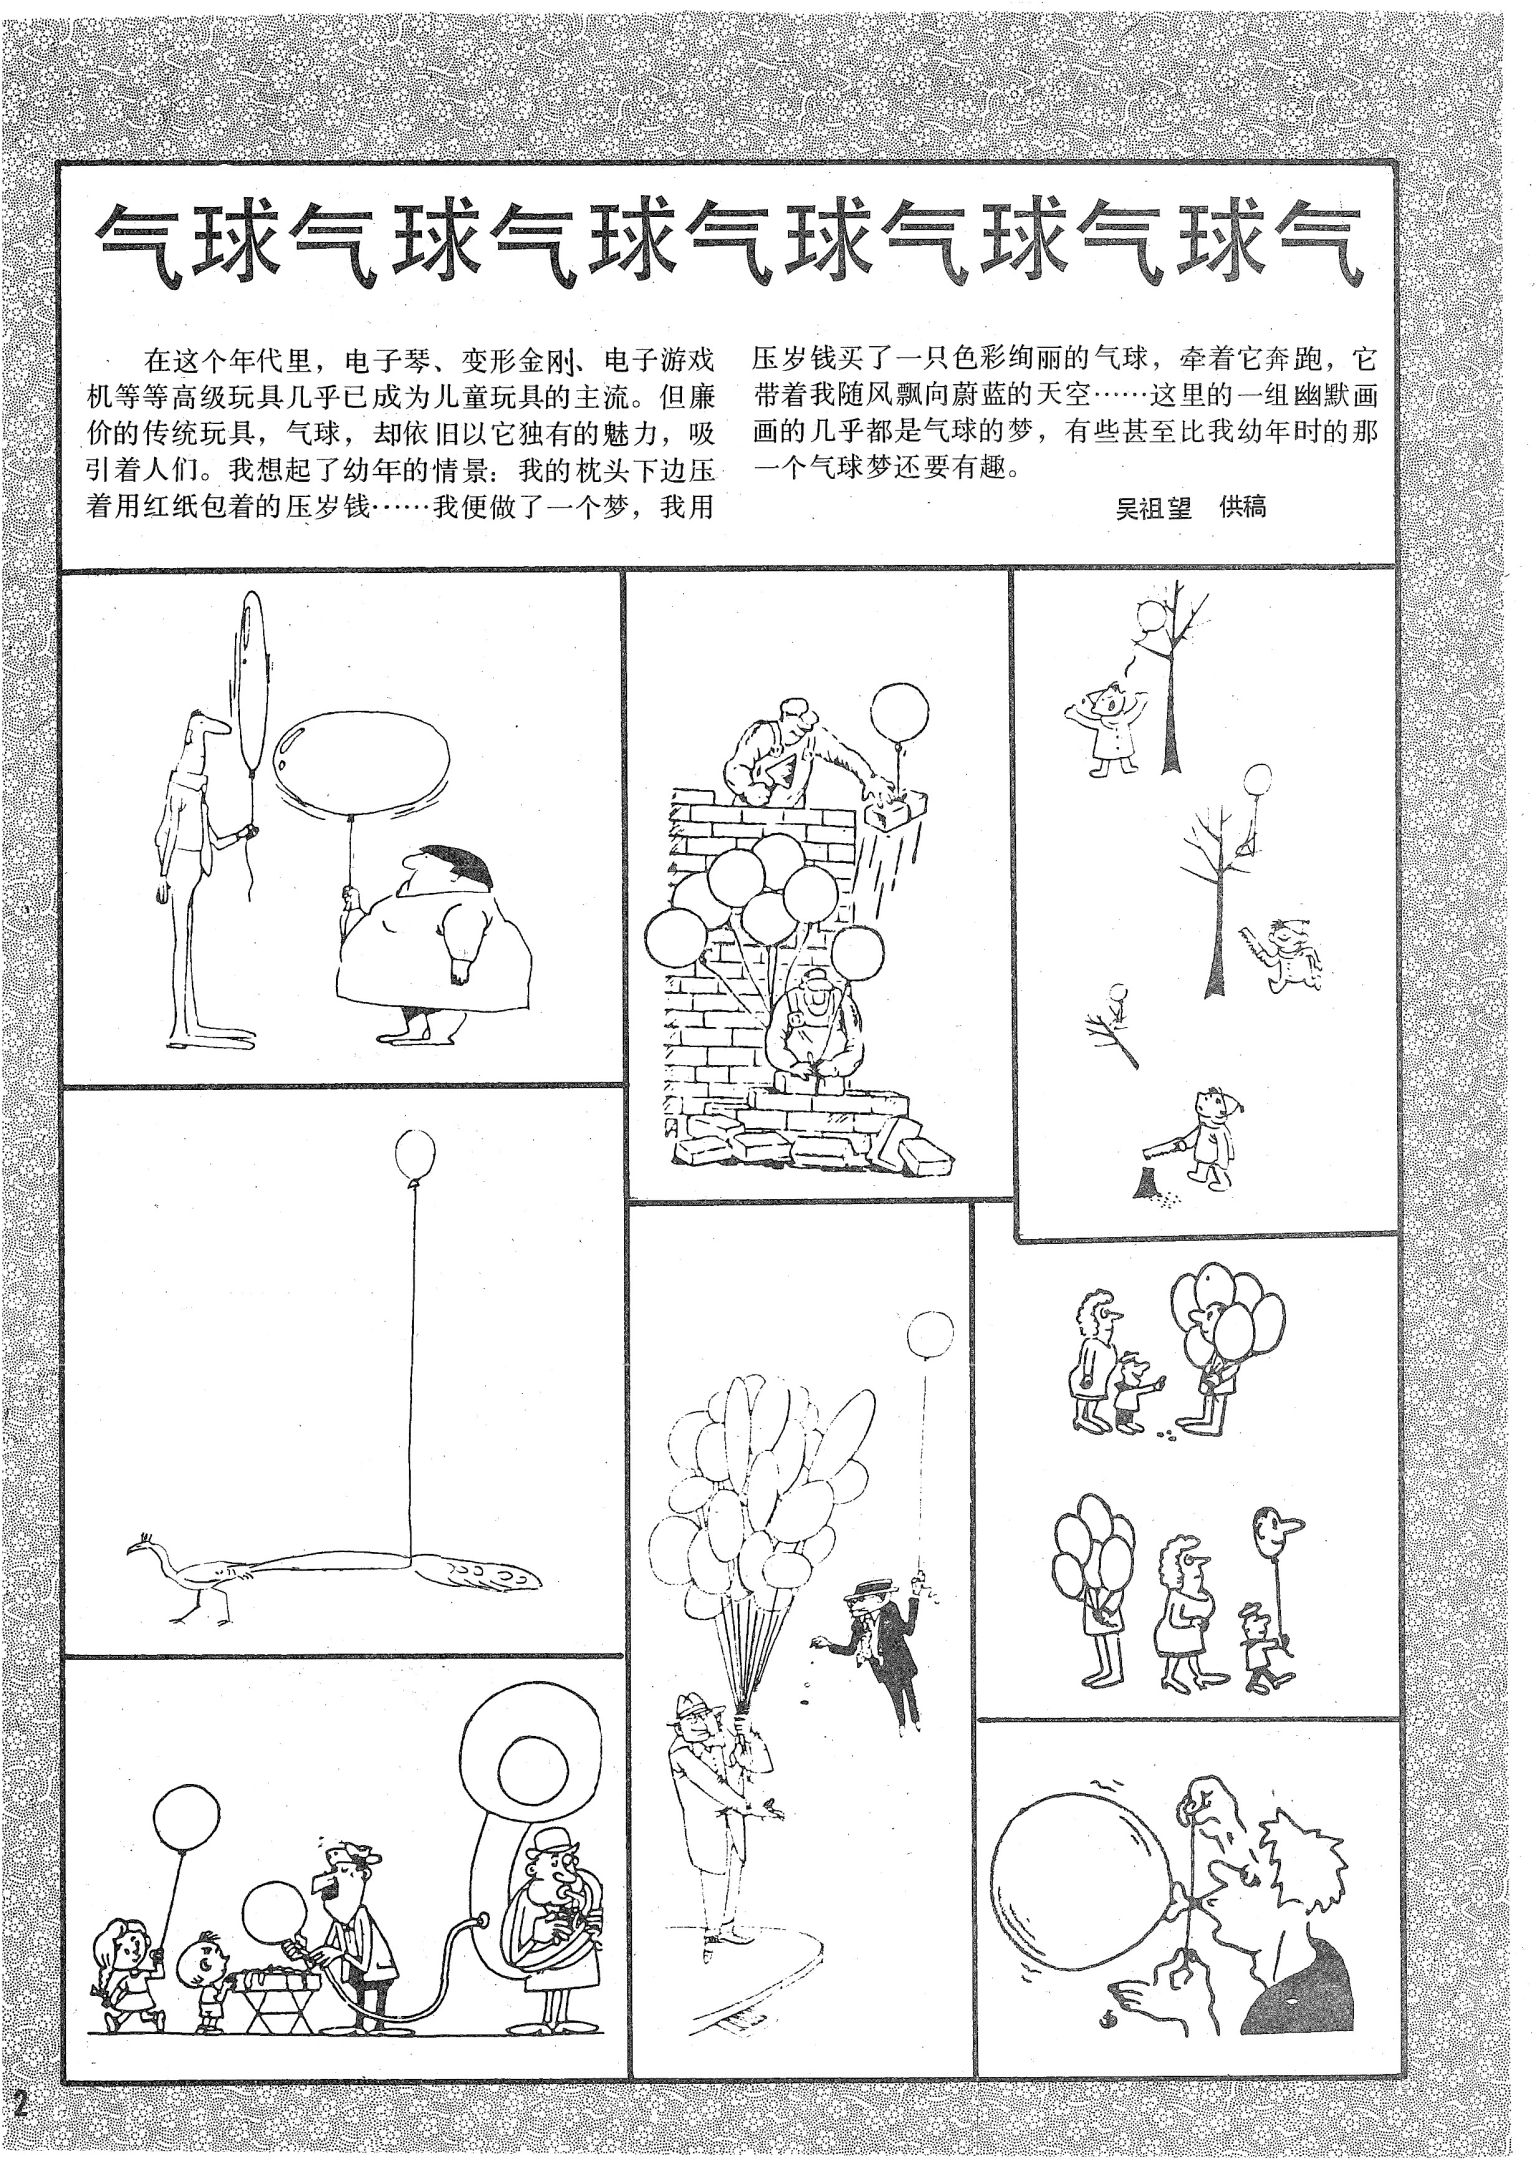 气球气球气球气球气球气球气
在这个年代里，电子琴、变形金刚、电子游戏
机等等高级玩具几乎已成为儿童玩具的主流。但廉
价的传统玩具，气球，却依旧以它独有的魅力，吸
引着人们。我想起了幼年的情景：我的枕头下边压
着用红纸包着的压岁钱……我便做了一个梦，我用
压岁钱买了一只色彩绚丽的气球，牵着它奔跑，它
带着我随风飘向蔚蓝的天空……这里的一组幽默画
画的几乎都是气球的梦，有些甚至比我幼年时的那
一个气球梦还要有趣。
吴祖望 供稿
2